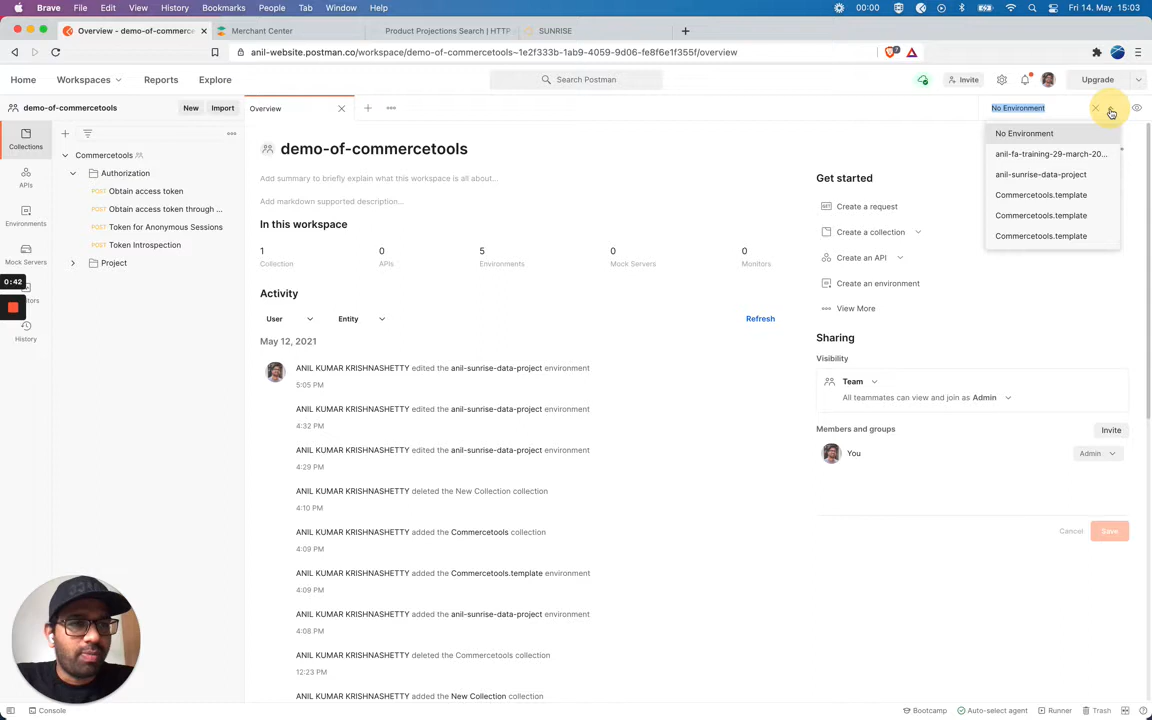 Brave File Edit View History Bookmarks People Tab Window Help 00:00 Fri 14. May 15:03
Overview - demo-of-commerce Merchant Center Product Projections Search | HTTP SUNRISE
anil-website.postman.co/workspace/demo-of-commercetools~1e2f333b-1ab9-4059-9d06-fe8f6e1f355f/overview
Home Workspaces Reports Explore Search Postman Invite Upgrade
demo-of-commercetools New Import Overview No Environment
Collections
APIs
Environments
Mock Servers
History
0:42
Commercetools
Authorization
POST Obtain access token
POST Obtain access token through ...
POST Token for Anonymous Sessions
POST Token Introspection
Project
demo-of-commercetools
Add summary to briefly explain what this workspace is all about...
Add markdown supported description...
In this workspace
1 0 5 0 0
Collection APIs Environments Mock Servers Monitors
Activity
User Entity Refresh
May 12, 2021
ANIL KUMAR KRISHNASHETTY edited the anil-sunrise-data-project environment
5:05 PM
ANIL KUMAR KRISHNASHETTY edited the anil-sunrise-data-project environment
4:32 PM
ANIL KUMAR KRISHNASHETTY edited the anil-sunrise-data-project environment
4:29 PM
ANIL KUMAR KRISHNASHETTY deleted the New Collection collection
4:10 PM
ANIL KUMAR KRISHNASHETTY added the Commercetools collection
4:09 PM
ANIL KUMAR KRISHNASHETTY added the Commercetools.template environment
4:09 PM
ANIL KUMAR KRISHNASHETTY added the anil-sunrise-data-project environment
4:08 PM
ANIL KUMAR KRISHNASHETTY deleted the Commercetools collection
12:23 PM
ANIL KUMAR KRISHNASHETTY added the New Collection collection
No Environment
anil-fa-training-29-march-20...
anil-sunrise-data-project
Commercetools.template
Commercetools.template
Commercetools.template
Get started
GET Create a request
Create a collection
Create an API
Create an environment
View More
Sharing
Visibility
Team
All teammates can view and join as Admin
Members and groups Invite
You Admin
Cancel Save
Console Bootcamp Auto-select agent Runner Trash